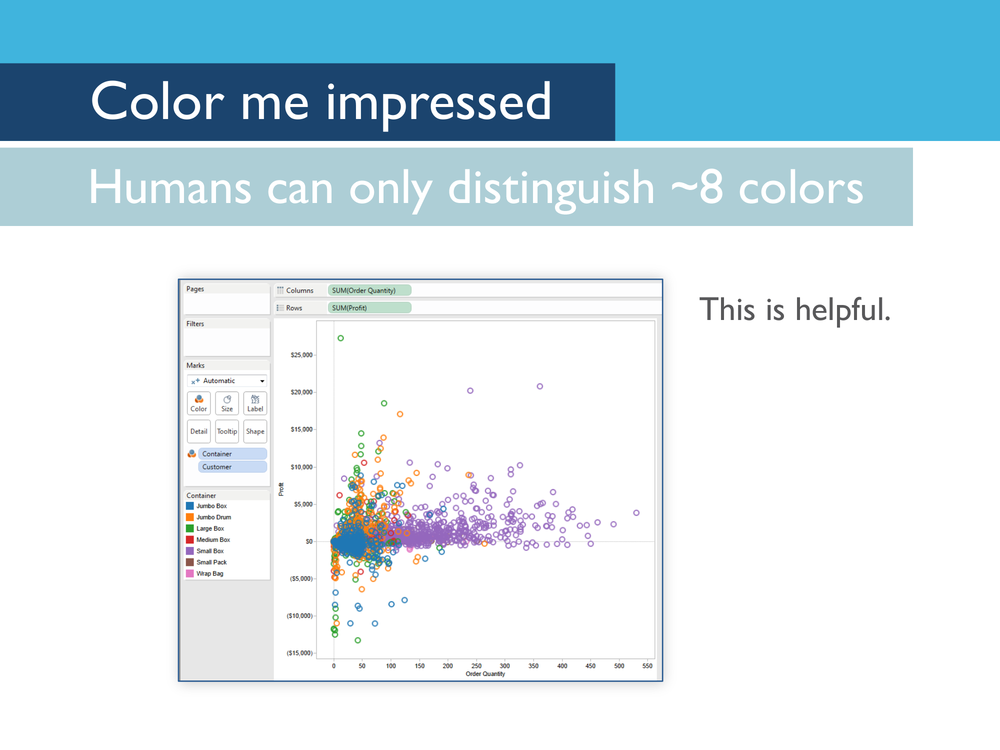 Color me impressed
Humans can only distinguish ~8 colors
This is helpful.
Pages
Columns
SUM(Order Quantity)
Rows
SUM(Profit)
Filters
Marks
Automatic
Color
Size
Abc
123
Label
Detail
Tooltip
Shape
Container
Customer
Container
Jumbo Box
Jumbo Drum
Large Box
Medium Box
Small Box
Small Pack
Wrap Bag
Profit
$25,000
$20,000
$15,000
$10,000
$5,000
$0
($5,000)
($10,000)
($15,000)
0 50 100 150 200 250 300 350 400 450 500 550
Order Quantity